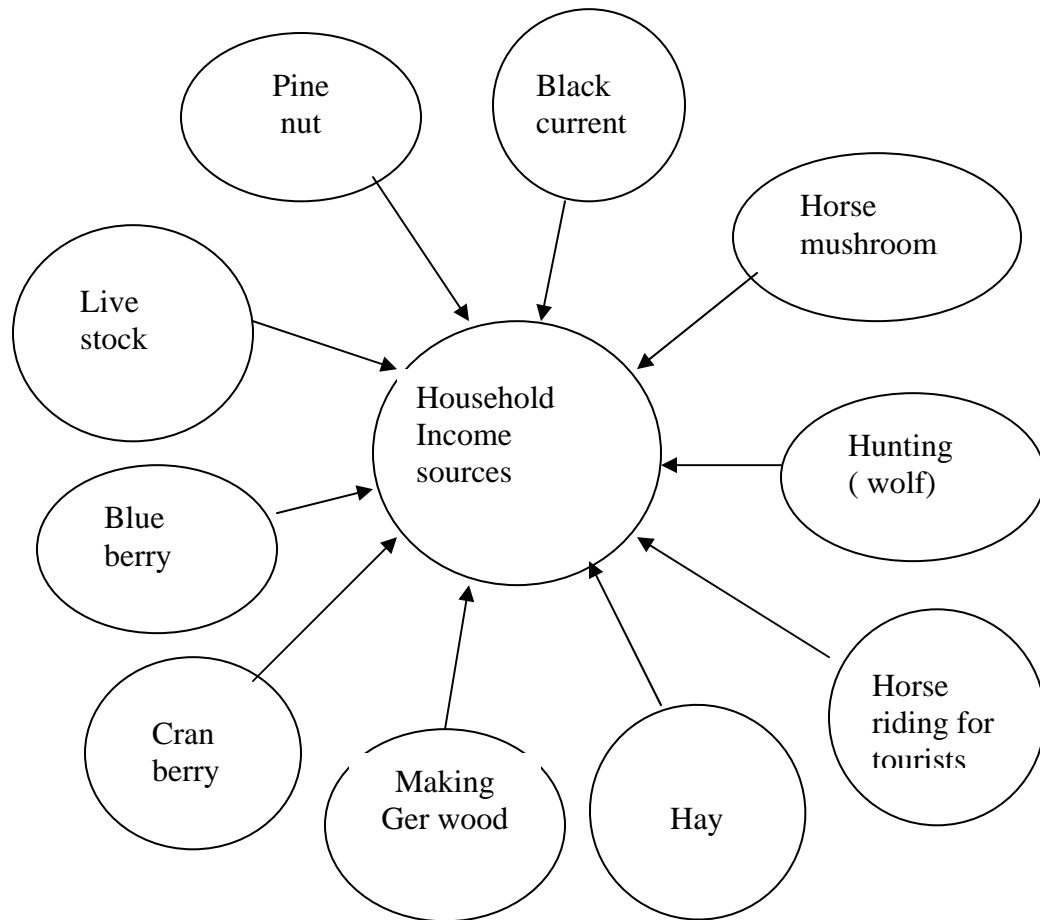 Pine
nut
Black
current
Horse
mushroom
Live
stock
Household
Income
sources
Hunting
( wolf)
Blue
berry
Horse
riding for
tourists
Cran
berry
Making
Ger wood
Hay